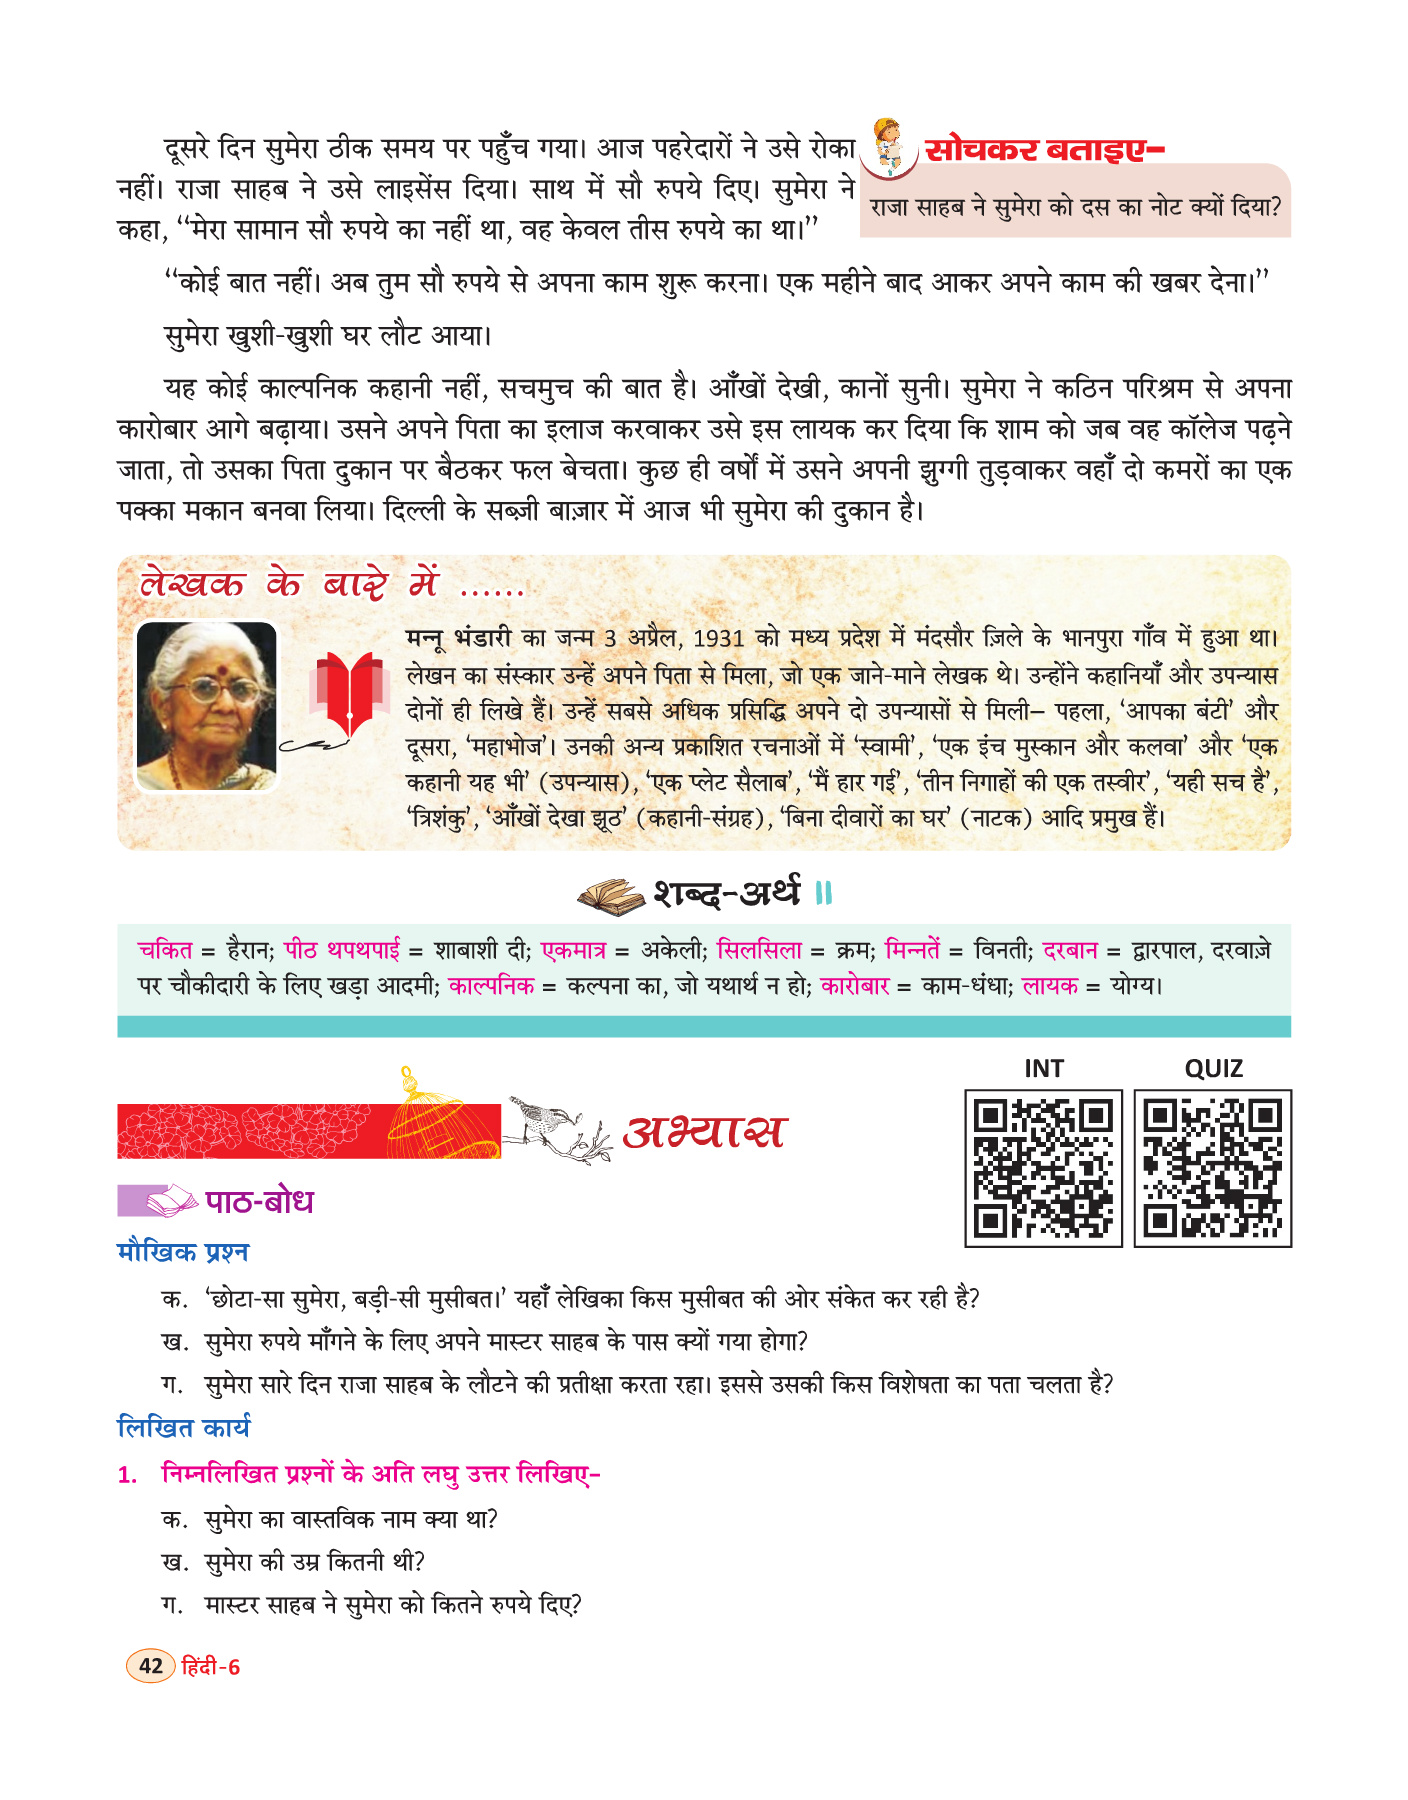 दूसरे दिन सुमेरा ठीक समय पर पहुँच गया। आज पहरेदारों ने उसे रोका
नहीं। राजा साहब ने उसे लाइसेंस दिया। साथ में सौ रुपये दिए। सुमेरा ने
कहा, “मेरा सामान सौ रुपये का नहीं था, वह केवल तीस रुपये का था।”
सोचकर बताइए–
राजा साहब ने सुमेरा को दस का नोट क्यों दिया?
“कोई बात नहीं। अब तुम सौ रुपये से अपना काम शुरू करना। एक महीने बाद आकर अपने काम की खबर देना।”
सुमेरा खुशी-खुशी घर लौट आया।
यह कोई काल्पनिक कहानी नहीं, सचमुच की बात है। आँखों देखी, कानों सुनी। सुमेरा ने कठिन परिश्रम से अपना
कारोबार आगे बढ़ाया। उसने अपने पिता का इलाज करवाकर उसे इस लायक कर दिया कि शाम को जब वह कॉलेज पढ़ने
जाता, तो उसका पिता दुकान पर बैठकर फल बेचता। कुछ ही वर्षों में उसने अपनी झुग्गी तुड़वाकर वहाँ दो कमरों का एक
पक्का मकान बनवा लिया। दिल्ली के सब्ज़ी बाज़ार में आज भी सुमेरा की दुकान है।
लेखक के बारे में ......
मन्नू भंडारी का जन्म 3 अप्रैल, 1931 को मध्य प्रदेश में मंदसौर ज़िले के भानपुरा गाँव में हुआ था।
लेखन का संस्कार उन्हें अपने पिता से मिला, जो एक जाने-माने लेखक थे। उन्होंने कहानियाँ और उपन्यास
दोनों ही लिखे हैं। उन्हें सबसे अधिक प्रसिद्धि अपने दो उपन्यासों से मिली– पहला, ‘आपका बंटी’ और
दूसरा, ‘महाभोज’। उनकी अन्य प्रकाशित रचनाओं में ‘स्वामी’, ‘एक इंच मुस्कान और कलवा’ और ‘एक
कहानी यह भी’ (उपन्यास), ‘एक प्लेट सैलाब’, ‘मैं हार गई’, ‘तीन निगाहों की एक तस्वीर’, ‘यही सच है’,
‘त्रिशंकु’, ‘आँखों देखा झूठ’ (कहानी-संग्रह), ‘बिना दीवारों का घर’ (नाटक) आदि प्रमुख हैं।
शब्द-अर्थ
चकित = हैरान; पीठ थपथपाई = शाबाशी दी; एकमात्र = अकेली; सिलसिला = क्रम; मिन्नतें = विनती; दरबान = द्वारपाल, दरवाज़े
पर चौकीदारी के लिए खड़ा आदमी; काल्पनिक = कल्पना का, जो यथार्थ न हो; कारोबार = काम-धंधा; लायक = योग्य।
INT QUIZ
अभ्यास
पाठ-बोध
मौखिक प्रश्न
क. ‘छोटा-सा सुमेरा, बड़ी-सी मुसीबत।’ यहाँ लेखिका किस मुसीबत की ओर संकेत कर रही है?
ख. सुमेरा रुपये माँगने के लिए अपने मास्टर साहब के पास क्यों गया होगा?
ग. सुमेरा सारे दिन राजा साहब के लौटने की प्रतीक्षा करता रहा। इससे उसकी किस विशेषता का पता चलता है?
लिखित कार्य
1. निम्नलिखित प्रश्नों के अति लघु उत्तर लिखिए–
क. सुमेरा का वास्तविक नाम क्या था?
ख. सुमेरा की उम्र कितनी थी?
ग. मास्टर साहब ने सुमेरा को कितने रुपये दिए?
42 हिंदी-6